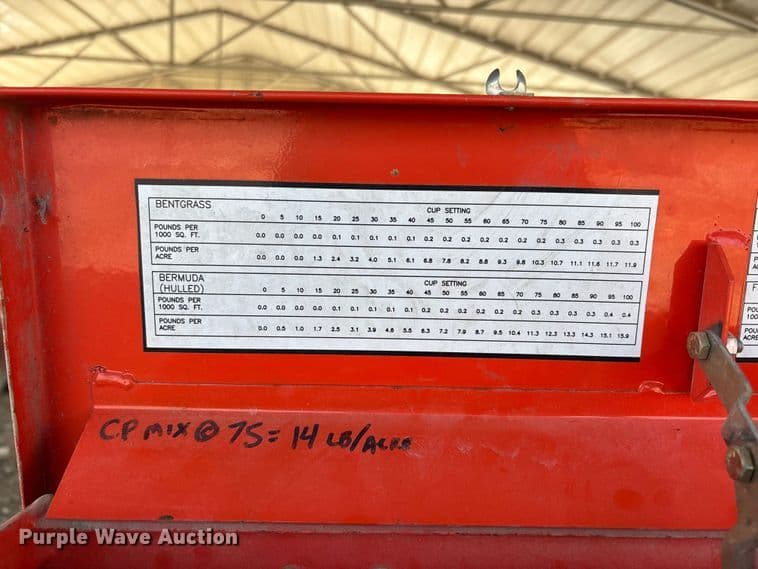 BENTGRASS
CUP SETTING
0 5 10 15 20 25 30 35 40 45 50 55 60 65 70 75 80 85 90 95 100
POUNDS PER
1000 SQ. FT.
0.0 0.0 0.0 0.0 0.1 0.1 0.1 0.1 0.1 0.2 0.2 0.2 0.2 0.2 0.2 0.2 0.3 0.3 0.3 0.3 0.3
POUNDS PER
ACRE
0.0 0.0 0.0 1.3 2.4 3.2 4.0 5.1 6.1 6.8 7.8 8.2 8.8 9.3 9.8 10.3 10.7 11.1 11.6 11.7 11.9
BERMUDA
(HULLED)
CUP SETTING
0 5 10 15 20 25 30 35 40 45 50 55 60 65 70 75 80 85 90 95 100
POUNDS PER
1000 SQ. FT.
0.0 0.0 0.0 0.0 0.1 0.1 0.1 0.1 0.1 0.2 0.2 0.2 0.2 0.2 0.2 0.3 0.3 0.3 0.3 0.4 0.4
POUNDS PER
ACRE
0.0 0.5 1.0 1.7 2.5 3.1 3.9 4.8 5.5 6.3 7.2 7.9 8.7 9.5 10.4 11.3 12.3 13.3 14.3 15.1 15.9
CP MIX @ 75 = 14 LB/ACRE
Purple Wave Auction